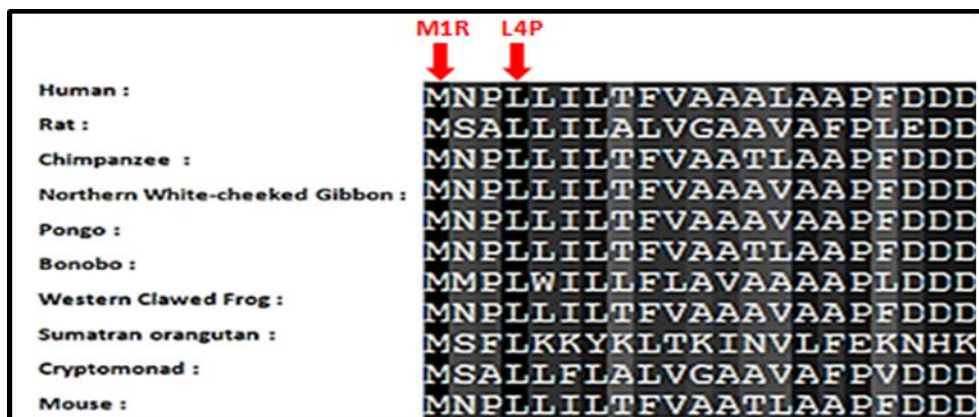 M1R L4P
Human : MNPLLILTFVAAALAAPFDDD
Rat : MSALLILALVGAAVAFPLEDD
Chimpanzee : MNPLLILTFVAATLAAPFDDD
Northern White-cheeked Gibbon : MNPLLILTFVAAAVAAPFDDD
Pongo : MNPLLILTFVAAAVAAPFDDD
Bonobo : MNPLLILTFVAATLAAPFDDD
MMPLWILLFLAVAAAAPLDDD
Western Clawed Frog : MNPLLILTFVAAAVAAPFDDD
Sumatran orangutan : MSFLKKYKLTKINVLFEKNHK
Cryptomonad : MSALLFLALVGAAVAFPVDDD
Mouse : MNPLLILTFVAATLAAPFDDD